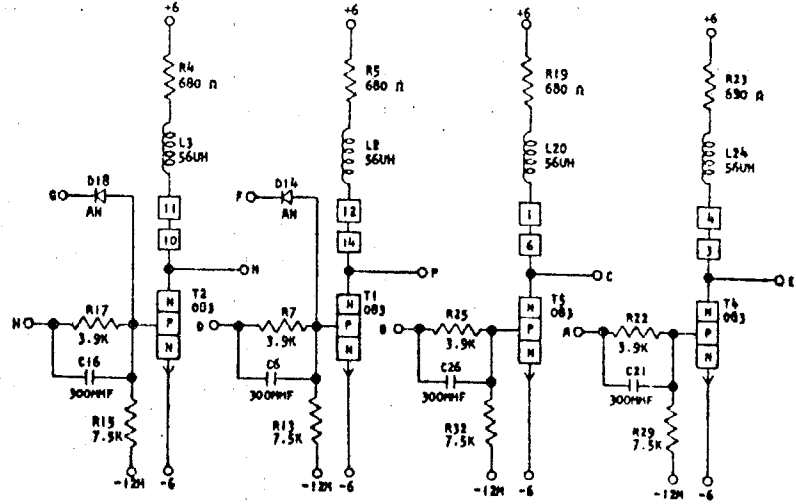 +6
R4
680 Ω
L3
56UH
11
10
G
D18
AN
M
T2
083
N
P
N
H
R17
3.9K
C16
300MMF
R15
7.5K
-12M
-6
+6
R5
680 Ω
L2
56UH
12
14
F
D14
AN
P
T1
083
N
P
N
D
R7
3.9K
C6
300MMF
R13
7.5K
-12M
-6
+6
R19
680 Ω
L20
56UH
1
6
C
T5
083
N
P
N
B
R25
3.9K
C26
300MMF
R32
7.5K
-12M
-6
+6
R23
680 Ω
L24
56UH
4
3
E
T4
083
N
P
N
A
R22
3.9K
C21
300MMF
R29
7.5K
-12M
-6